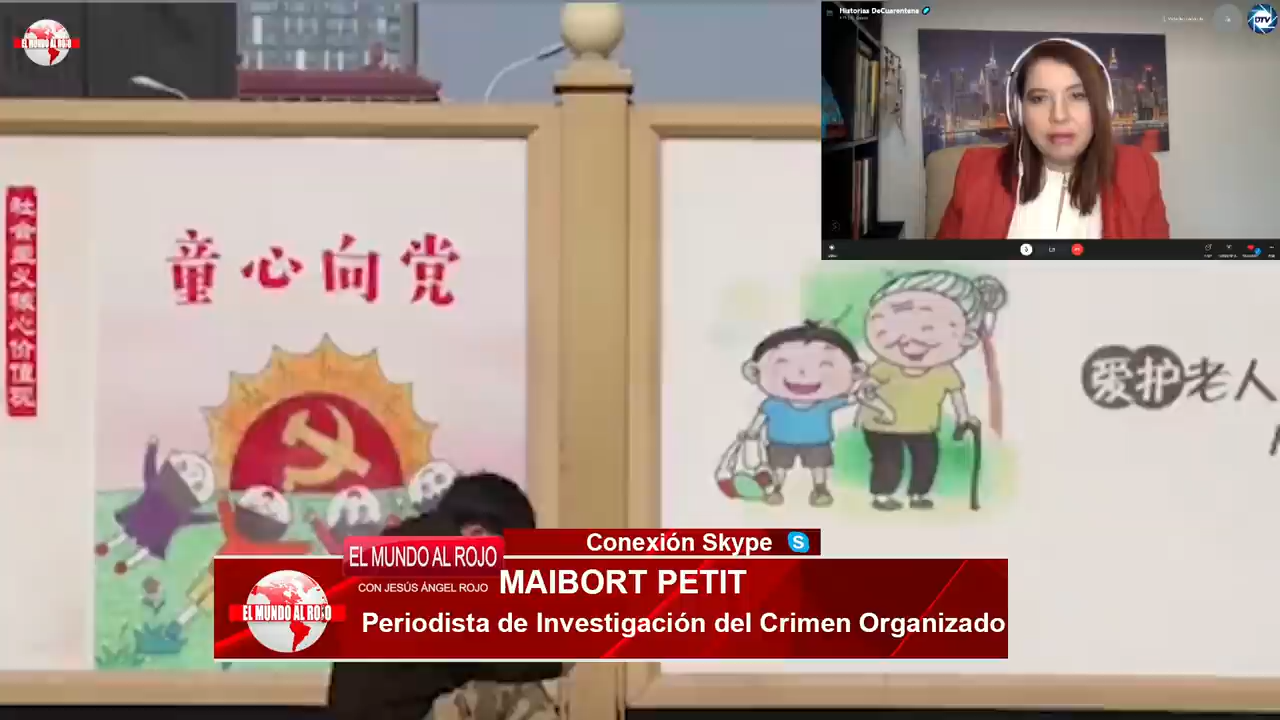 EL MUNDO AL ROJO
Historias DeCuarentena
DTV
社会主义核心价值观
童心向党
爱护老人
Conexión Skype
EL MUNDO AL ROJO
CON JESÚS ÁNGEL ROJO
MAIBORT PETIT
EL MUNDO AL ROJO
Periodista de Investigación del Crimen Organizado